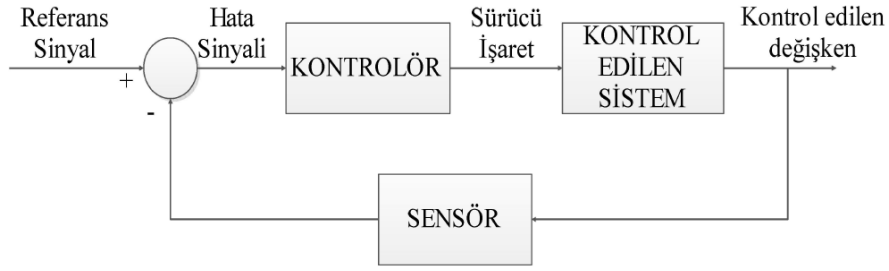 Referans
Sinyal
+
-
Hata
Sinyali
KONTROLÖR
Sürücü
İşaret
KONTROL
EDİLEN
SİSTEM
Kontrol edilen
değişken
SENSÖR